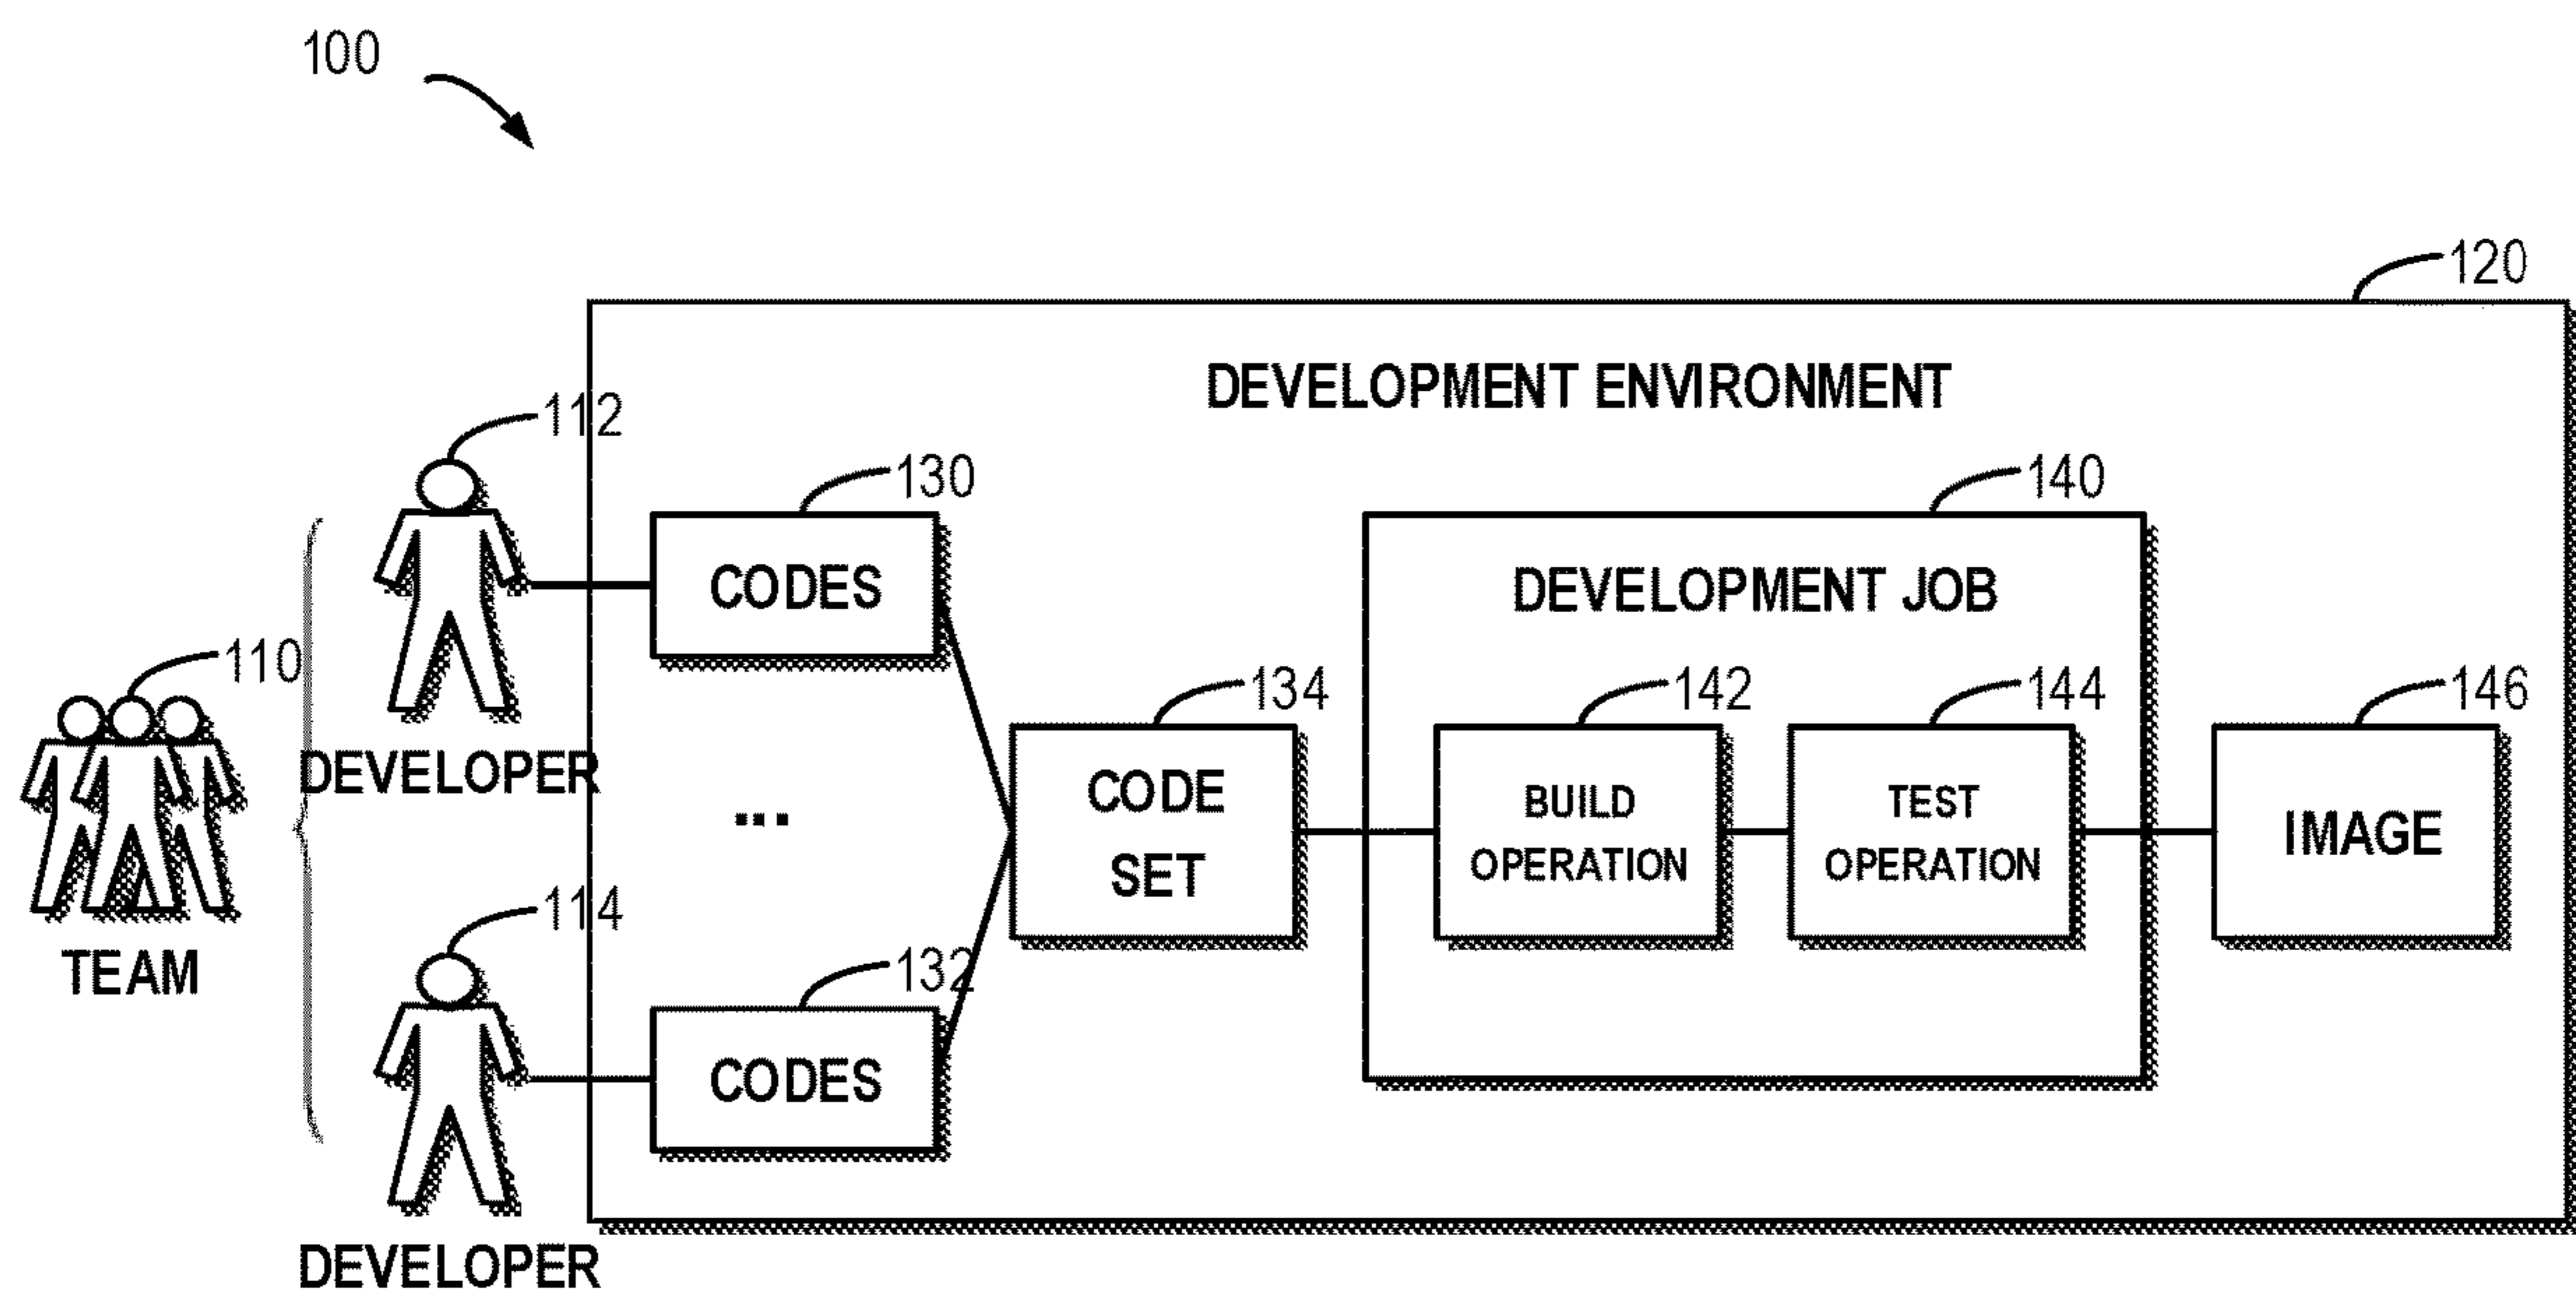 100
120
DEVELOPMENT ENVIRONMENT
112
130
140
CODES
DEVELOPMENT JOB
110
134
142
144
146
DEVELOPER
...
CODE
SET
BUILD
OPERATION
TEST
OPERATION
IMAGE
114
132
TEAM
CODES
DEVELOPER